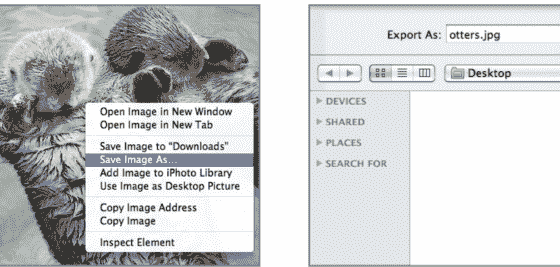 Open Image in New Window
Open Image in New Tab
Save Image to “Downloads”
Save Image As...
Add Image to iPhoto Library
Use Image as Desktop Picture
Copy Image Address
Copy Image
Inspect Element
Export As: otters.jpg
Desktop
DEVICES
SHARED
PLACES
SEARCH FOR